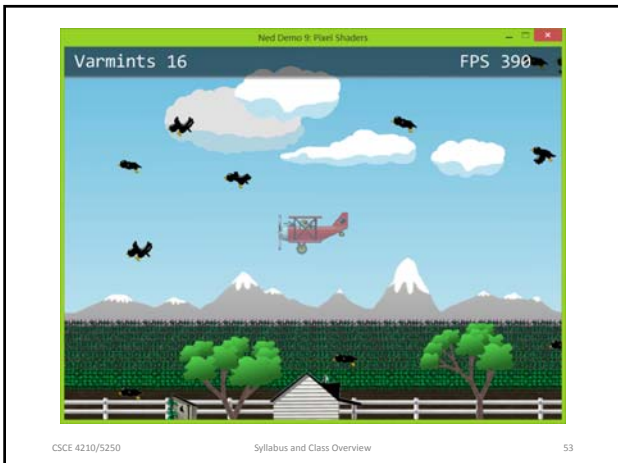 Ned Demo 9: Pixel Shaders
Varmints 16 FPS 390
CSCE 4210/5250 Syllabus and Class Overview 53